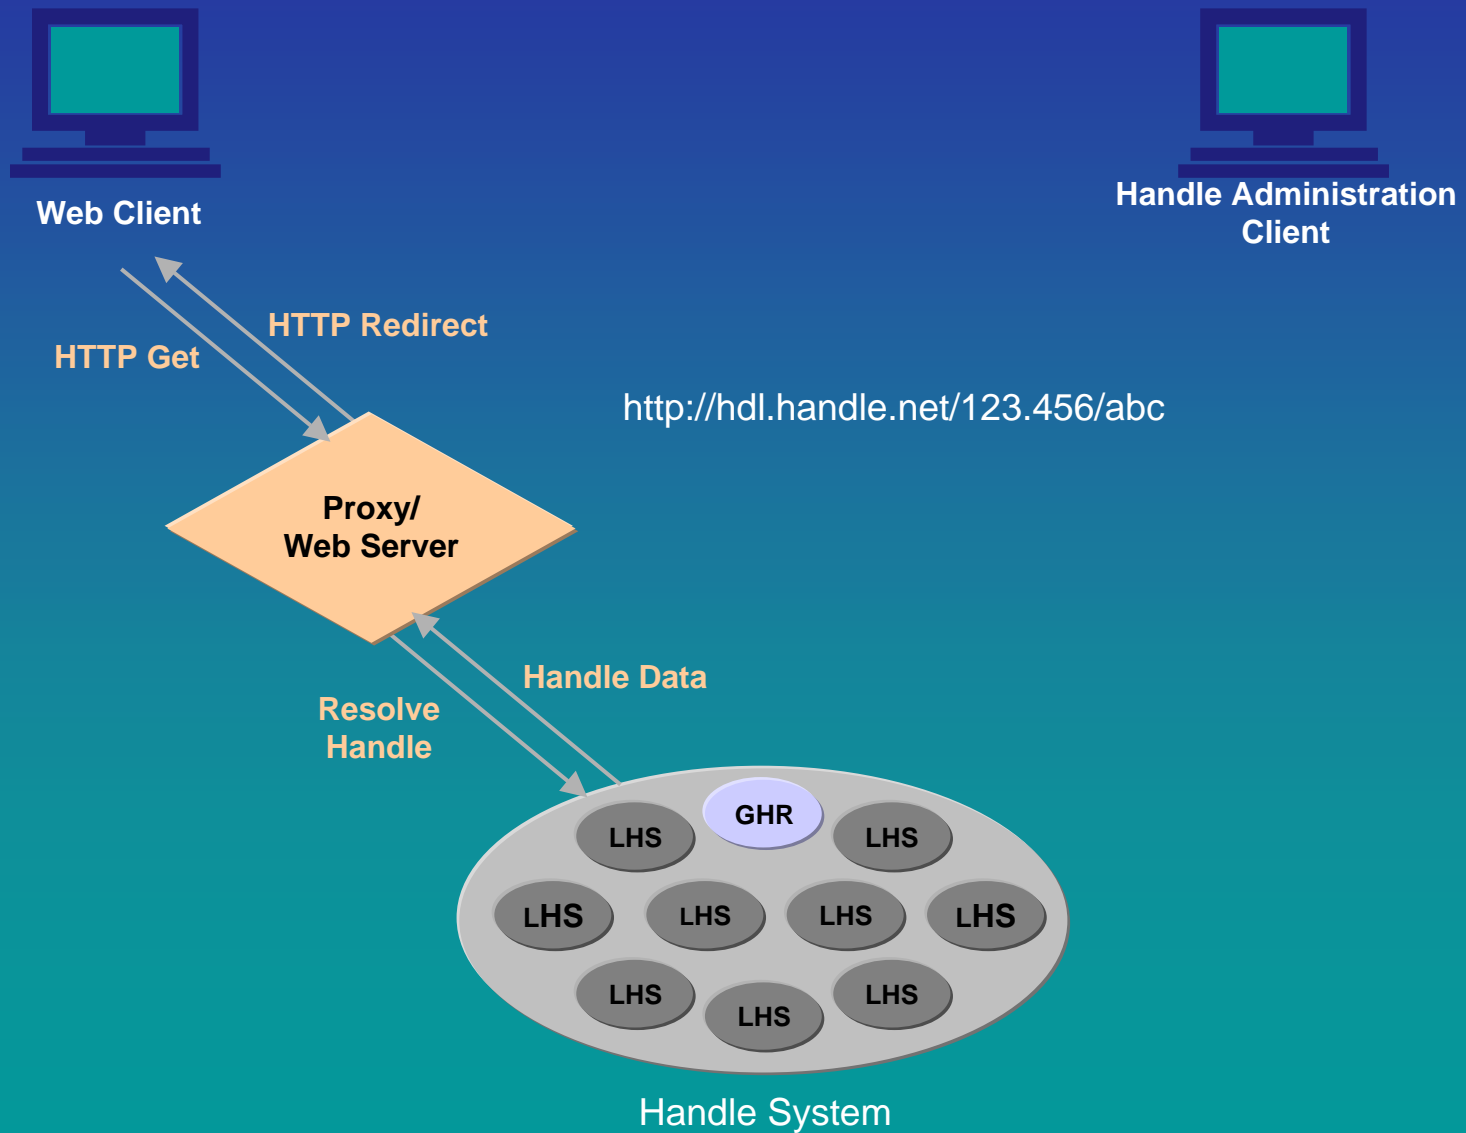 Web Client
Handle Administration
Client
HTTP Redirect
HTTP Get
http://hdl.handle.net/123.456/abc
Proxy/
Web Server
Handle Data
Resolve
Handle
GHR
LHS
LHS
LHS
LHS
LHS
LHS
LHS
LHS
LHS
Handle System